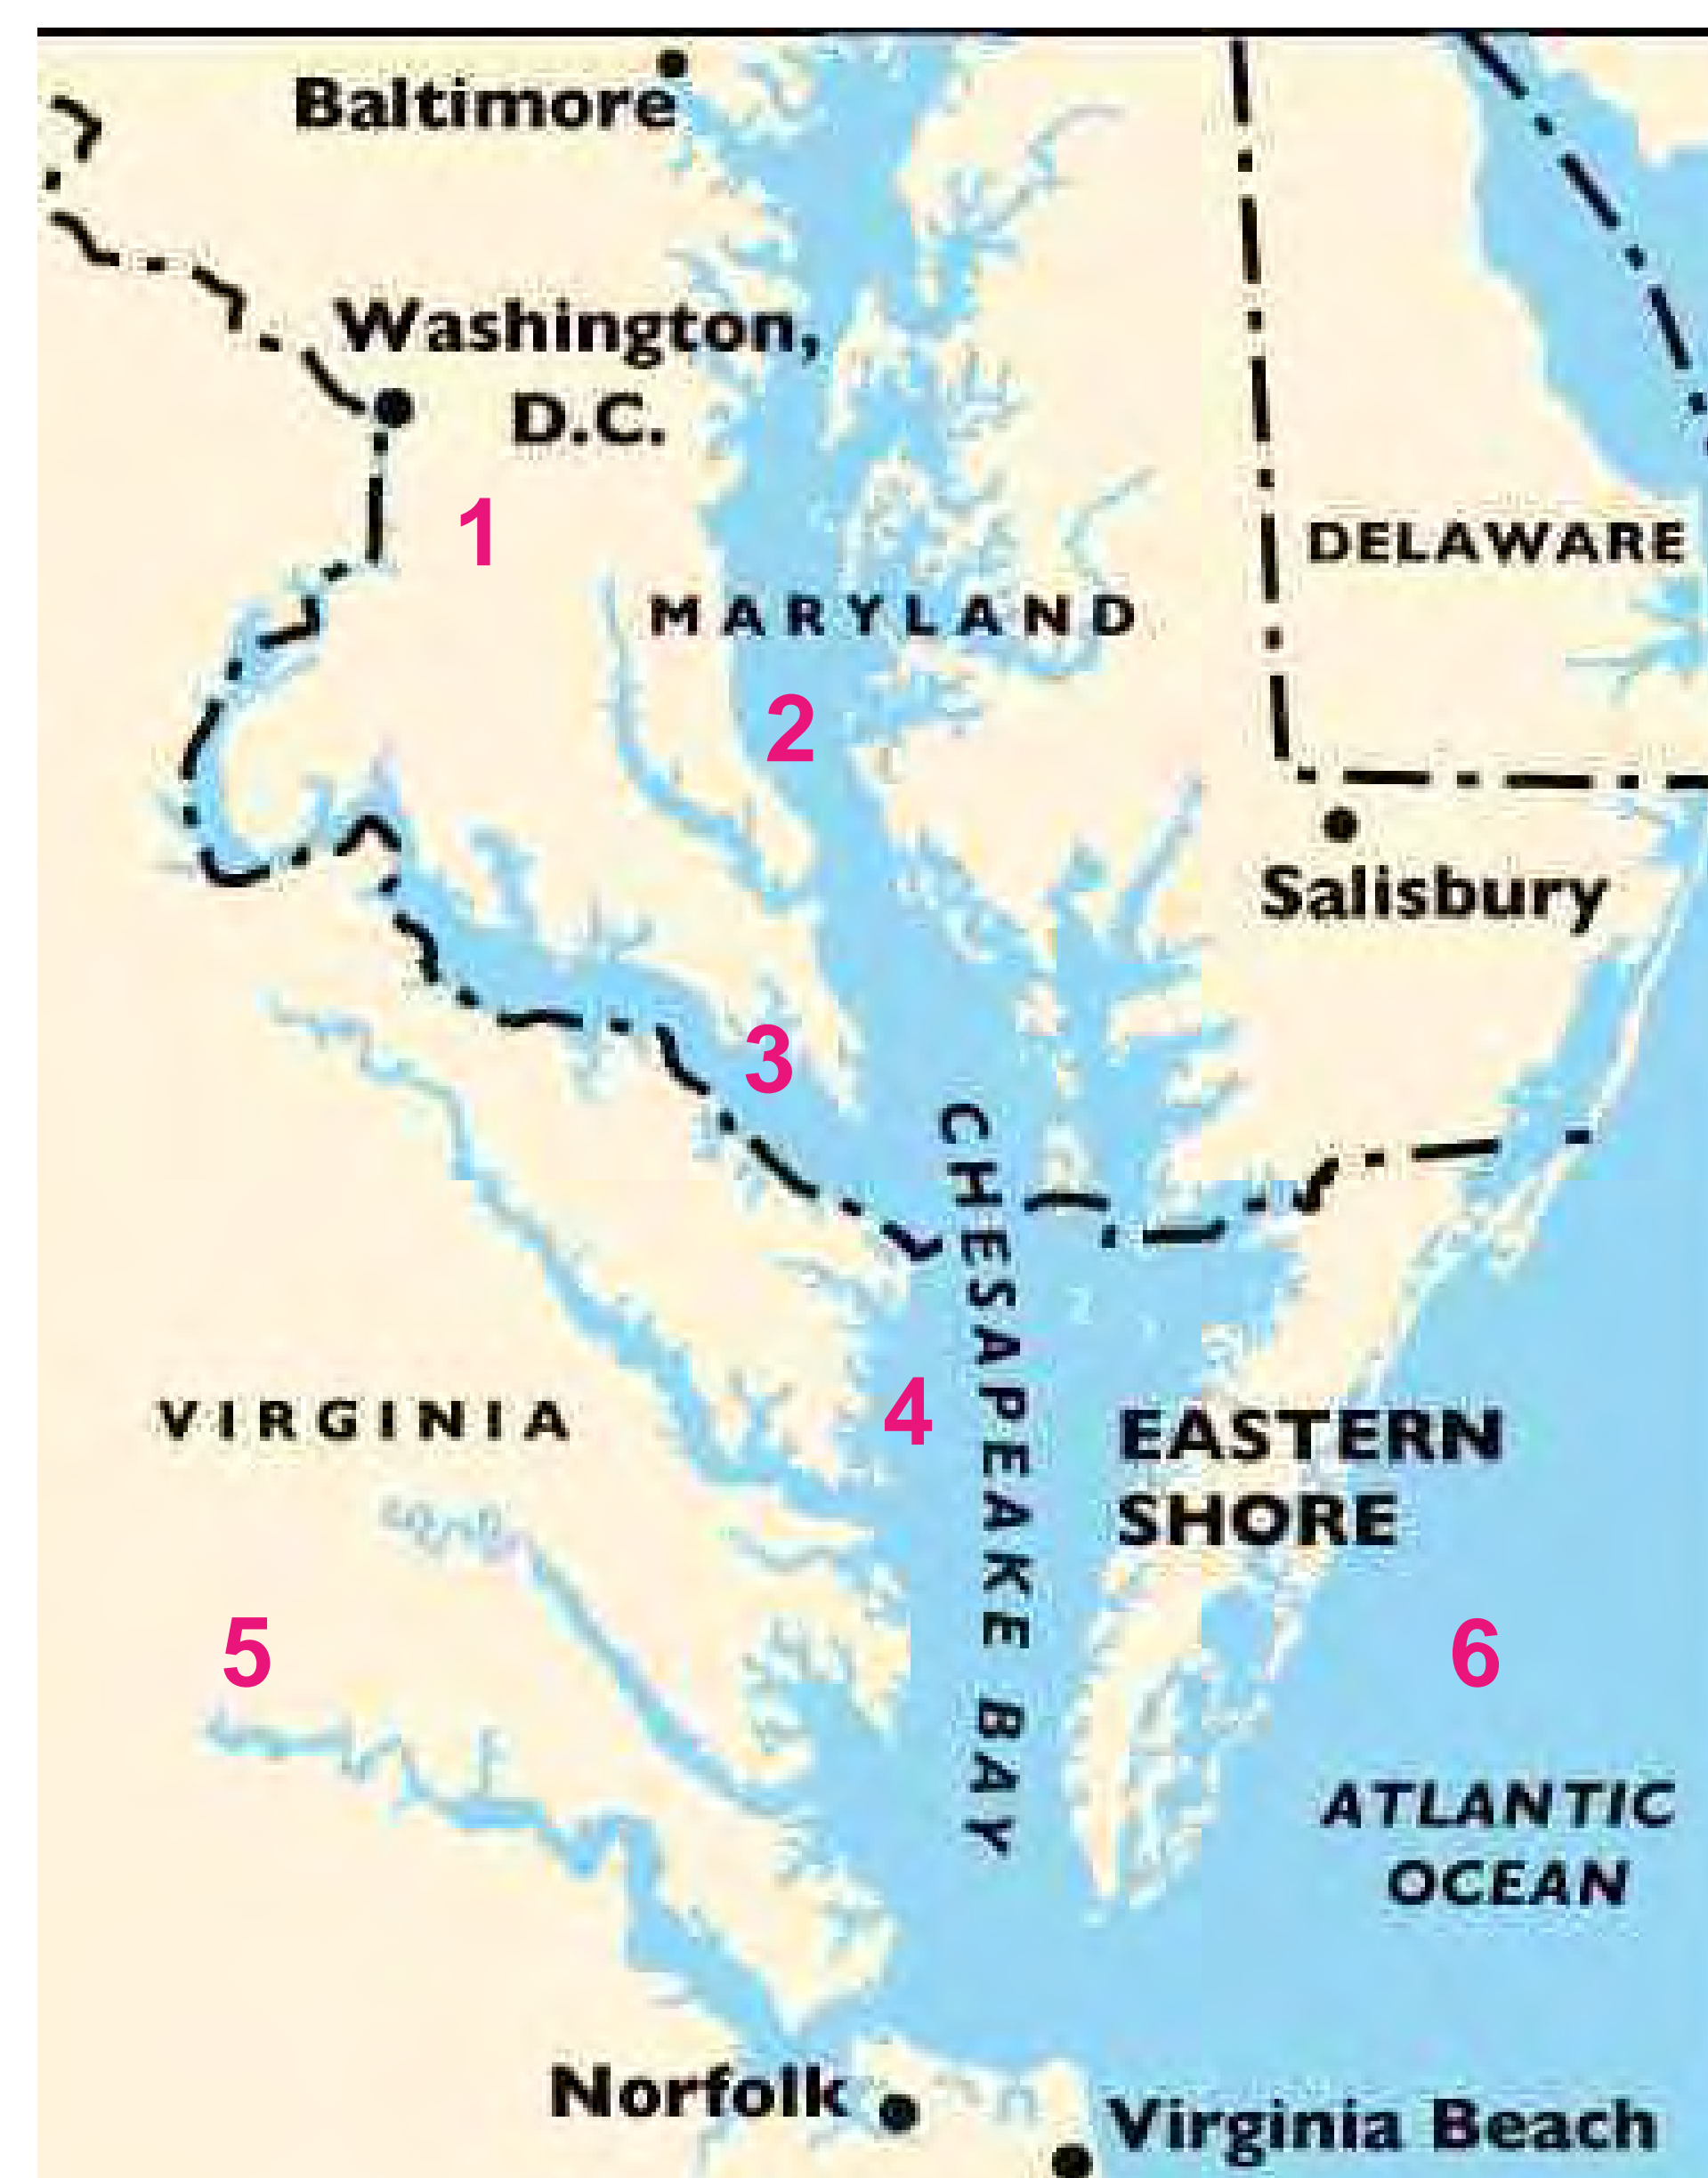 Baltimore
Washington,
D.C.
1
DELAWARE
MARYLAND
2
Salisbury
3
CHESAPEAKE BAY
4
VIRGINIA
EASTERN
SHORE
5
6
ATLANTIC
OCEAN
Norfolk
Virginia Beach